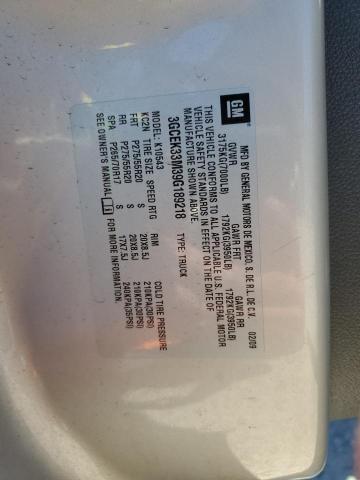 GM
MFD BY GENERAL MOTORS DE MEXICO, S. DE R.L. DE C.V. 02/09
GVWR GAWR FRT GAWR RR
3175KG(7000LB) 1792KG(3950LB) 1792KG(3950LB)
THIS VEHICLE CONFORMS TO ALL APPLICABLE U.S. FEDERAL MOTOR
VEHICLE SAFETY STANDARDS IN EFFECT ON THE DATE OF
MANUFACTURE SHOWN ABOVE.
3GCEK33M39G189218 TYPE: TRUCK
MODEL: K10543
KC2N TIRE SIZE SPEED RTG RIM COLD TIRE PRESSURE
FRT P275/55R20 S 20X8.5J 210KPA(30PSI)
RR P275/55R20 S 20X8.5J 210KPA(30PSI)
SPA P265/70R17 S 17X7.5J 240KPA(35PSI)
SEE OWNER'S MANUAL